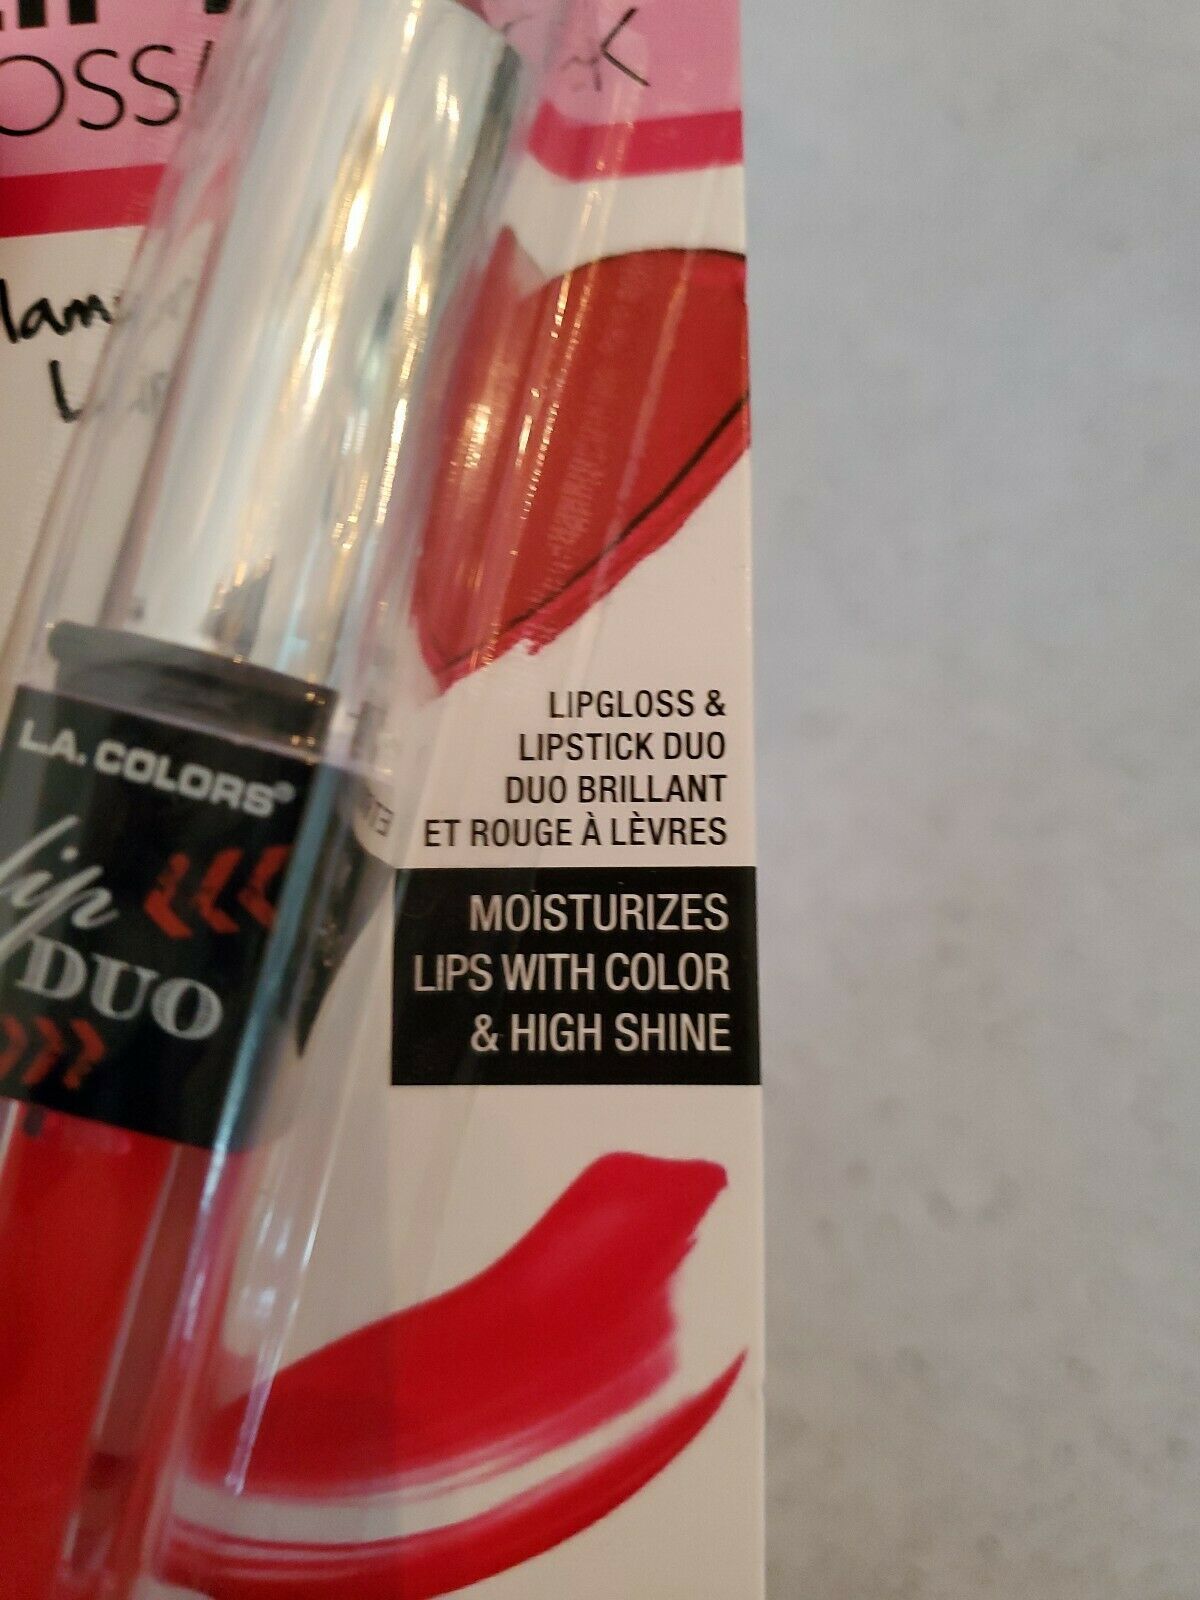 L.A. COLORS®
lip
DUO
LIPGLOSS &
LIPSTICK DUO
DUO BRILLANT
ET ROUGE À LÈVRES
MOISTURIZES
LIPS WITH COLOR
& HIGH SHINE